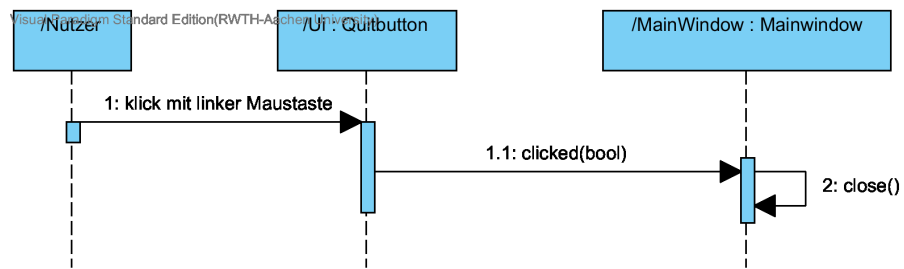 Visual Paradigm Standard Edition(RWTH-Aachen University)
/Nutzer
/Ui : Quitbutton
/MainWindow : Mainwindow
1: klick mit linker Maustaste
1.1: clicked(bool)
2: close()